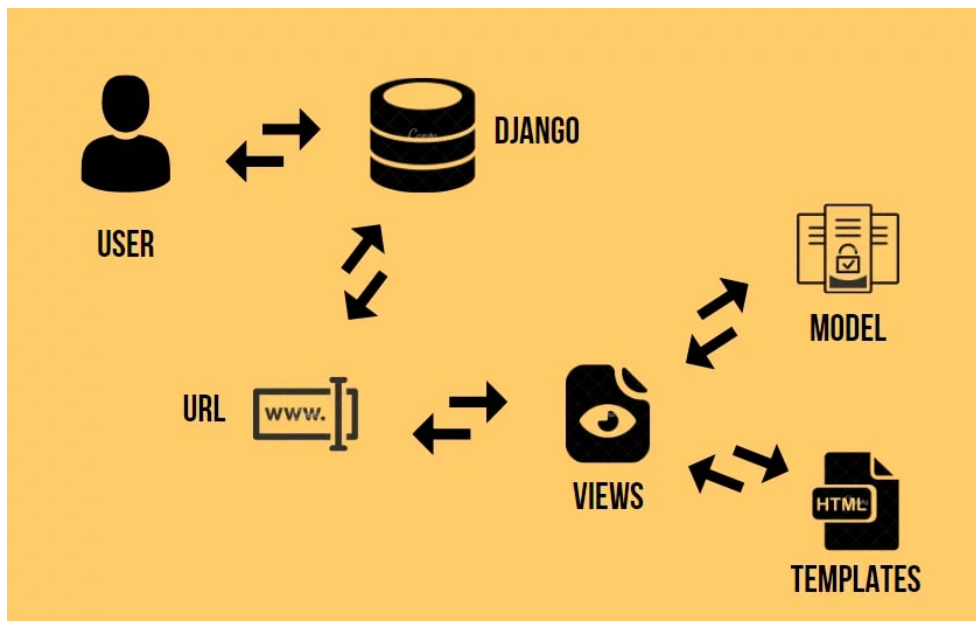 DJANGO
USER
MODEL
URL
www.
VIEWS
HTML
TEMPLATES